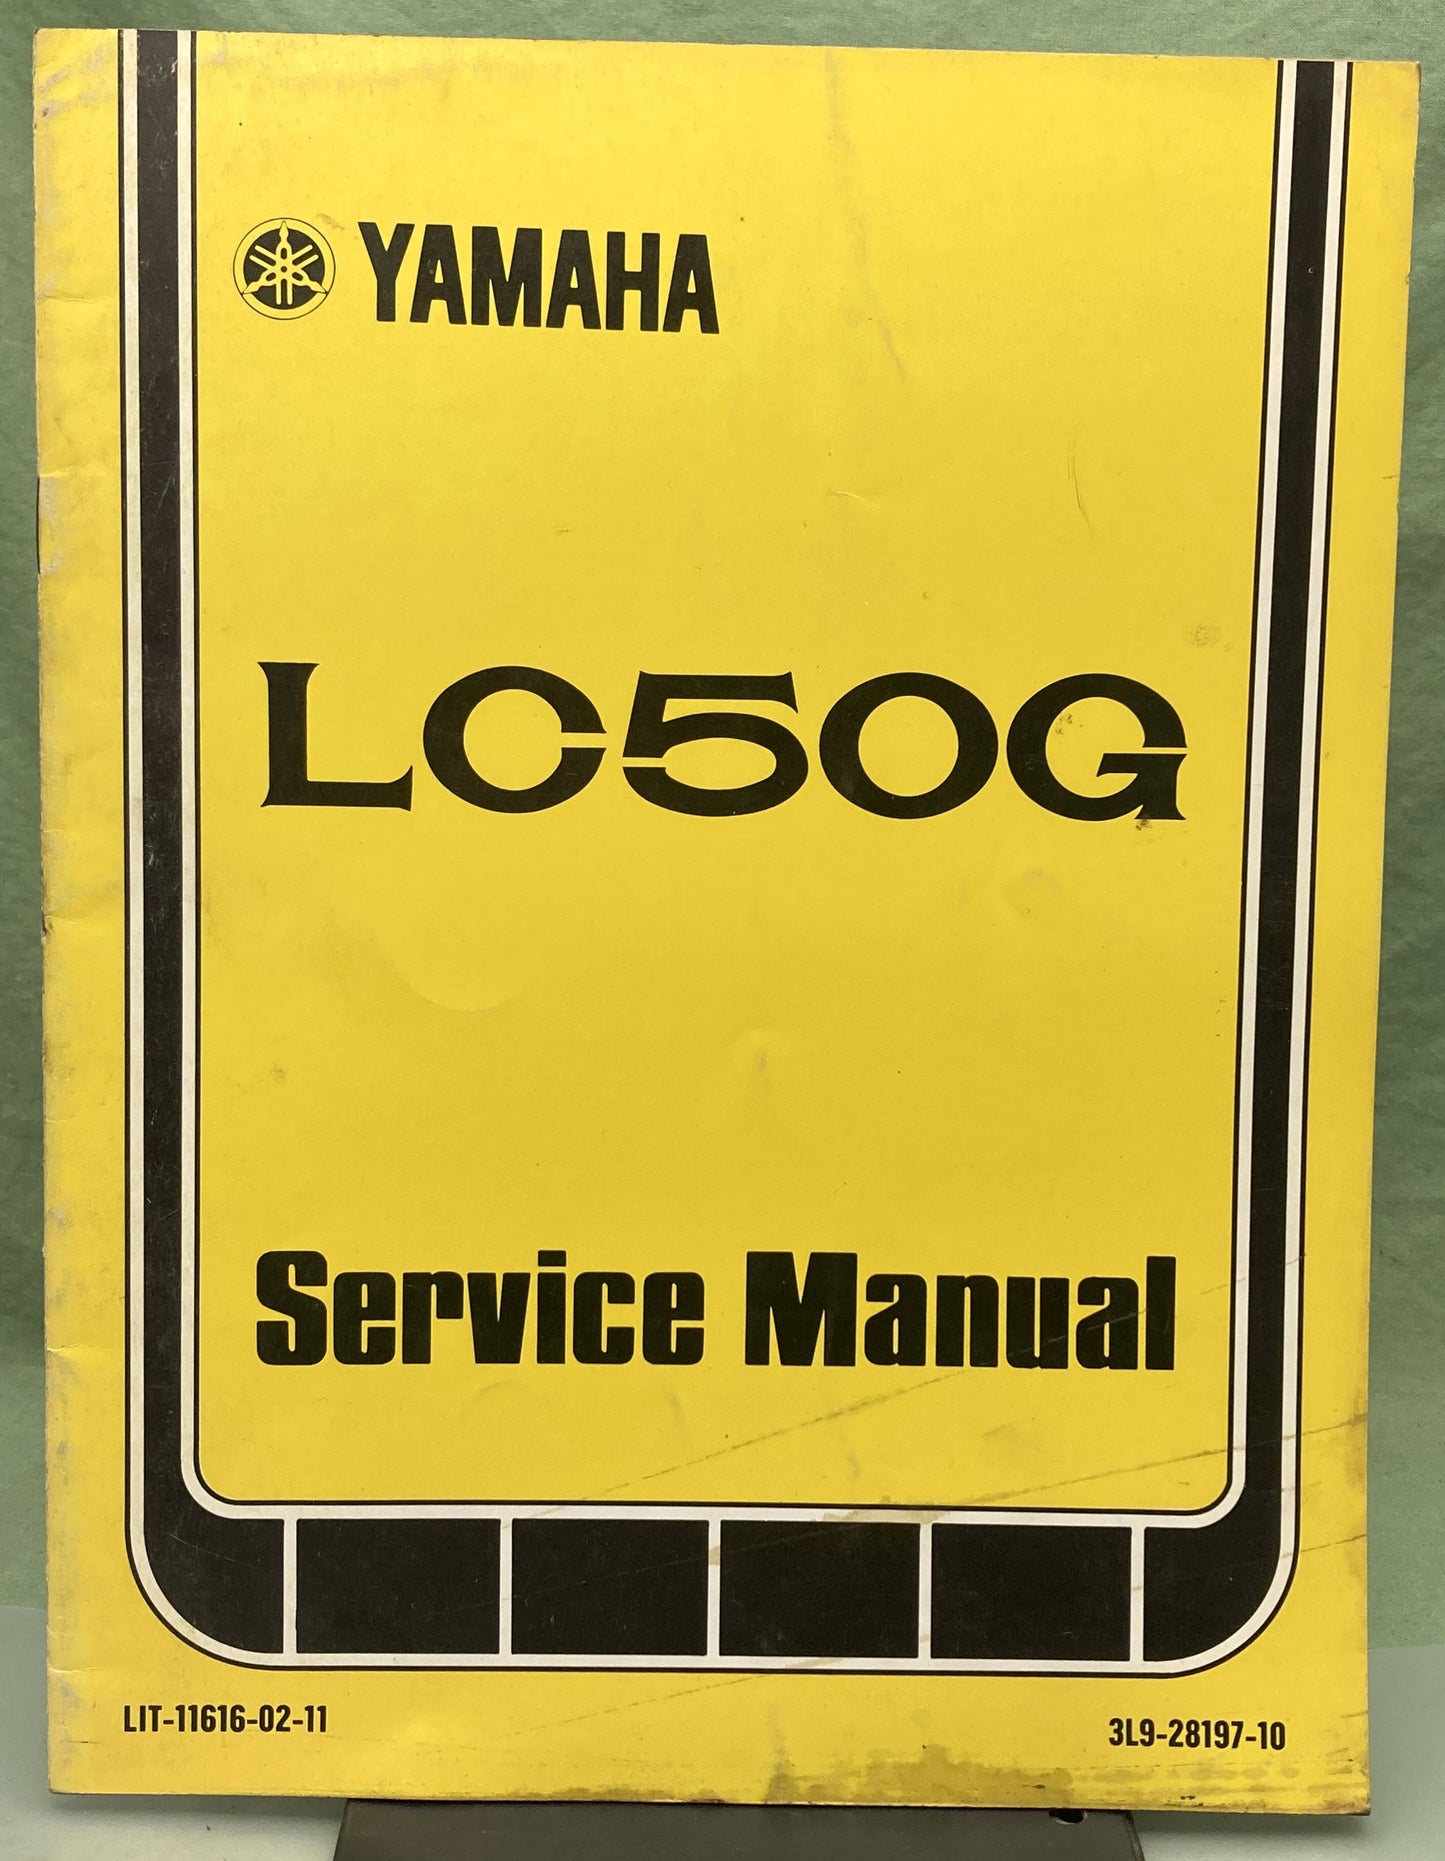 YAMAHA
LC50G
Service Manual
LIT-11616-02-11
3L9-28197-10